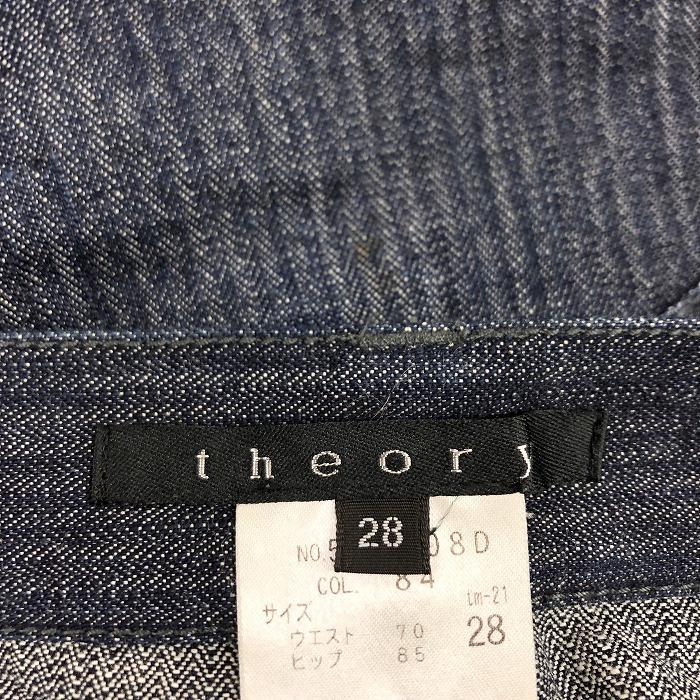 theory
28
NO. 5 08D
COL. 84
サイズ tm-21
ウエスト 70 28
ヒップ 85